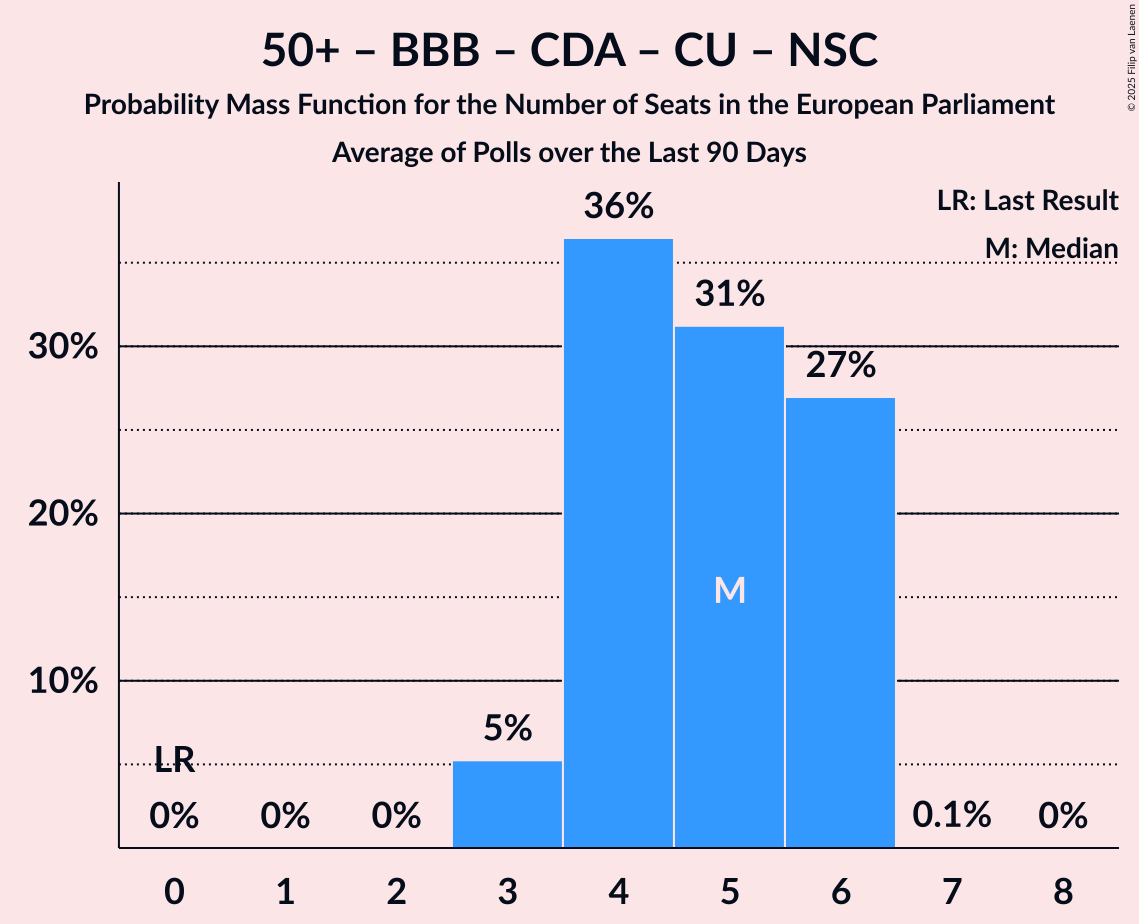 50+ – BBB – CDA – CU – NSC
Probability Mass Function for the Number of Seats in the European Parliament
Average of Polls over the Last 90 Days
© 2025 Filip van Laenen
LR: Last Result
M: Median
36%
31%
30%
27%
20%
M
10%
5%
LR
0%
0%
0%
0.1%
0%
0 1 2 3 4 5 6 7 8